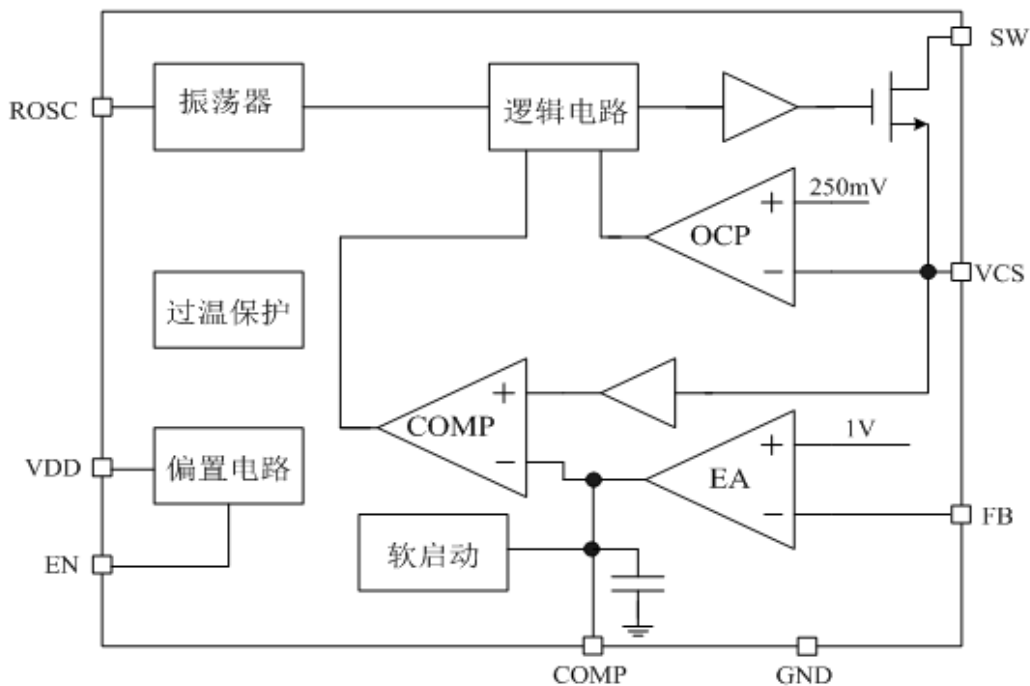 SW
ROSC
振荡器
逻辑电路
250mV
+
OCP
−
VCS
过温保护
+
COMP
−
1V
+
EA
−
VDD
偏置电路
FB
软启动
EN
COMP
GND